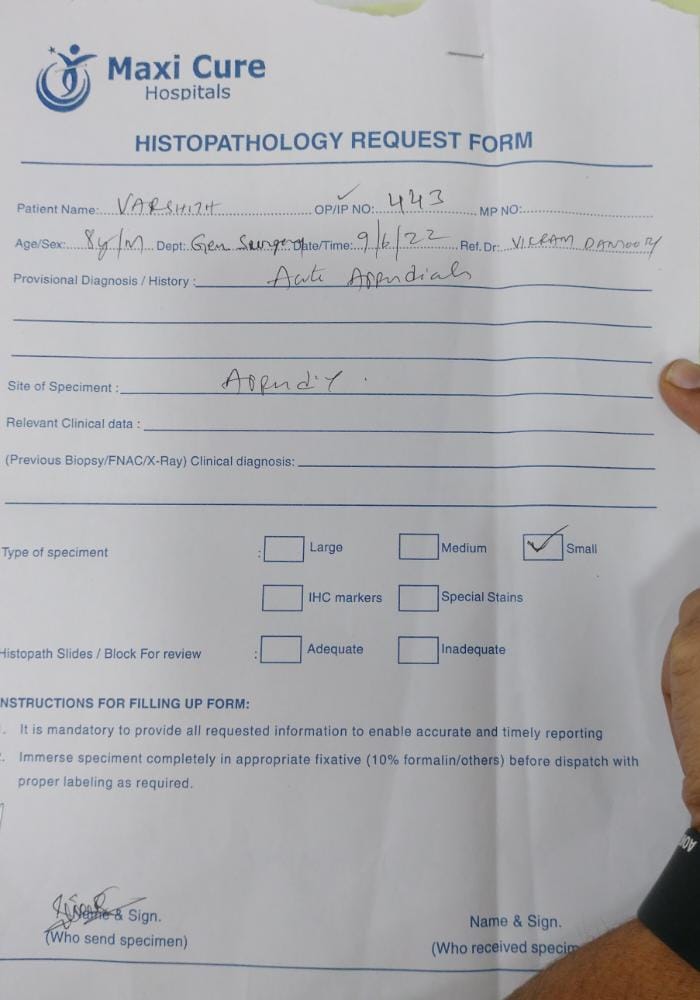 Maxi Cure
Hospitals
HISTOPATHOLOGY REQUEST FORM
Patient Name: VARSHITH OP/IP NO: 443 MP NO:
Age/Sex: 8y/M Dept: Gen Surgery Date/Time: 9/6/22 Ref. Dr: VIKRAM
Provisional Diagnosis / History : Acute
Site of Speciment : Appendix
Relevant Clinical data :
(Previous Biopsy/FNAC/X-Ray) Clinical diagnosis:
Type of speciment : Large Medium Small
IHC markers Special Stains
Histopath Slides / Block For review : Adequate Inadequate
INSTRUCTIONS FOR FILLING UP FORM:
1. It is mandatory to provide all requested information to enable accurate and timely reporting
2. Immerse speciment completely in appropriate fixative (10% formalin/others) before dispatch with
proper labeling as required.
Name & Sign. Name & Sign.
(Who send specimen) (Who received specim